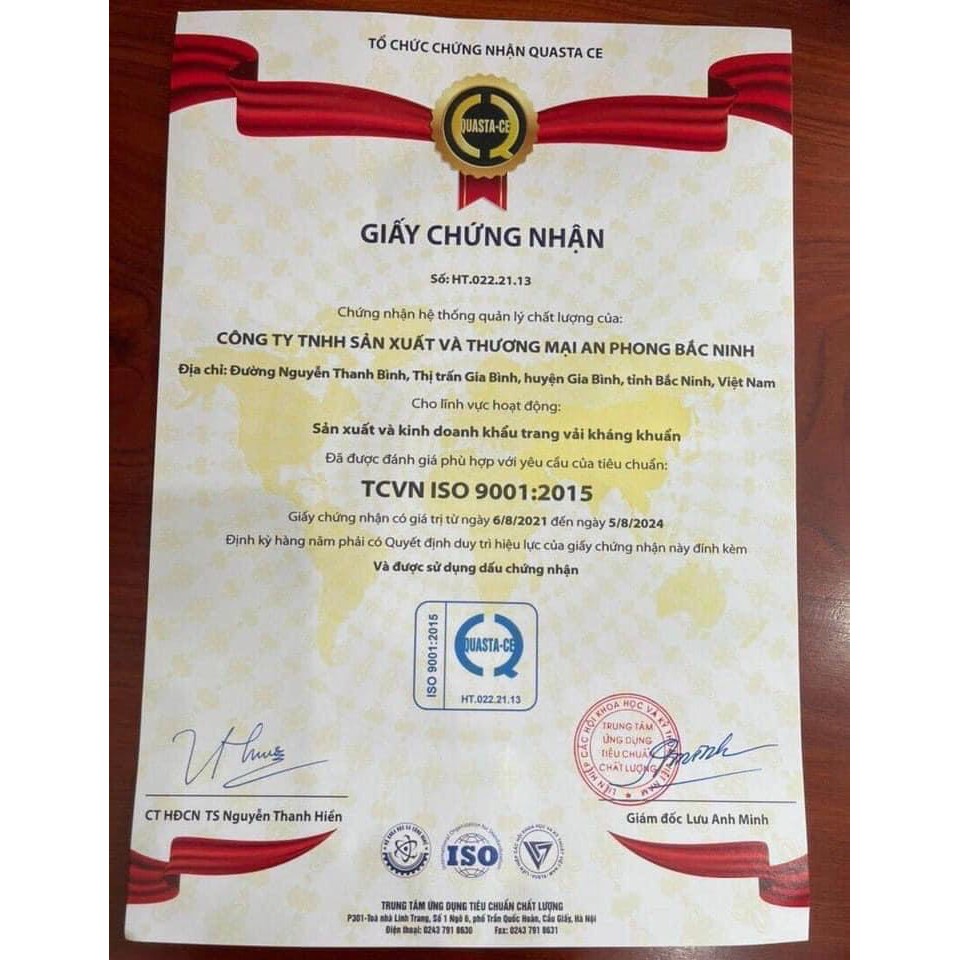 TỔ CHỨC CHỨNG NHẬN QUASTA CE
QUASTA-CE
GIẤY CHỨNG NHẬN
Số: HT.022.21.13
Chứng nhận hệ thống quản lý chất lượng của:
CÔNG TY TNHH SẢN XUẤT VÀ THƯƠNG MẠI AN PHONG BẮC NINH
Địa chỉ: Đường Nguyễn Thanh Bình, Thị trấn Gia Bình, huyện Gia Bình, tỉnh Bắc Ninh, Việt Nam
Cho lĩnh vực hoạt động:
Sản xuất và kinh doanh khẩu trang vải kháng khuẩn
Đã được đánh giá phù hợp với yêu cầu của tiêu chuẩn:
TCVN ISO 9001:2015
Giấy chứng nhận có giá trị từ ngày 6/8/2021 đến ngày 5/8/2024
Định kỳ hàng năm phải có Quyết định duy trì hiệu lực của giấy chứng nhận này đính kèm
Và được sử dụng dấu chứng nhận
ISO 9001:2015
QUASTA-CE
HT.022.21.13
LIÊN HIỆP CÁC HỘI KHOA HỌC VÀ KỸ VIỆT NAM
TRUNG TÂM
ỨNG DỤNG
TIÊU CHUẨN
CHẤT LƯỢNG
CT HĐCN TS Nguyễn Thanh Hiền
Giám đốc Lưu Anh Minh
ISO
TRUNG TÂM ỨNG DỤNG TIÊU CHUẨN CHẤT LƯỢNG
P301-Toà nhà Linh Trang, Số 1 Ngõ 6, phố Trần Quốc Hoàn, Cầu Giấy, Hà Nội
Điện thoại: 0243 791 8630 Fax: 0243 791 8631